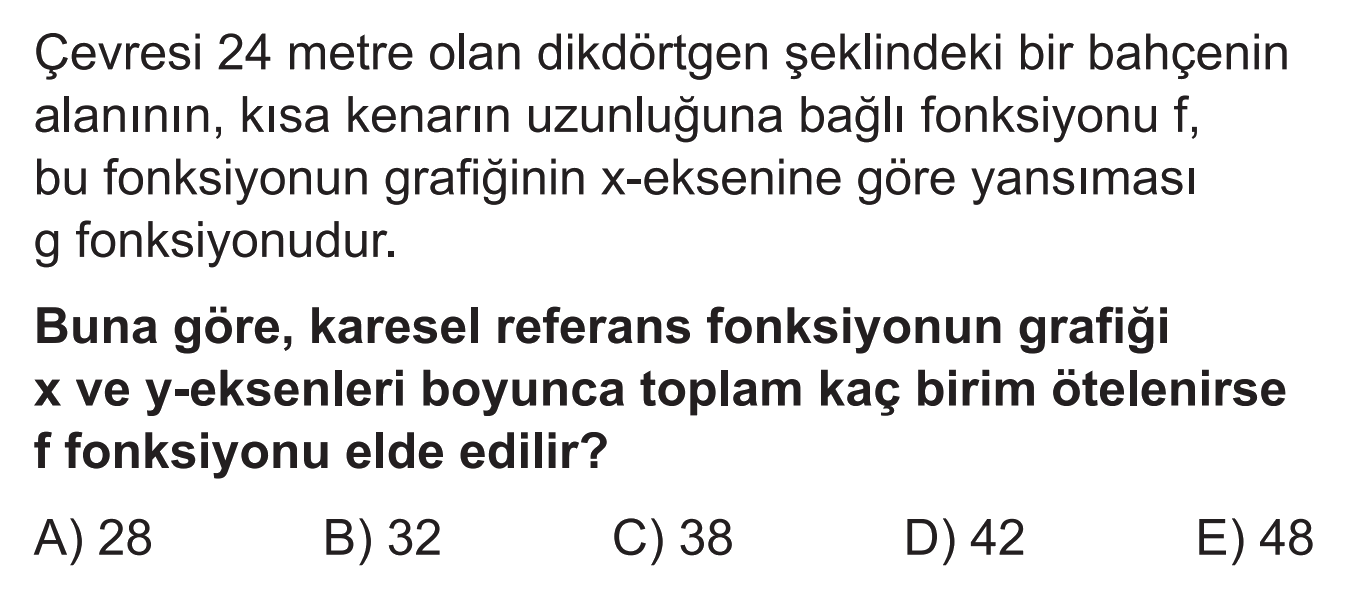 Çevresi 24 metre olan dikdörtgen şeklindeki bir bahçenin
alanının, kısa kenarın uzunluğuna bağlı fonksiyonu f,
bu fonksiyonun grafiğinin x-eksenine göre yansıması
g fonksiyonudur.
Buna göre, karesel referans fonksiyonun grafiği
x ve y-eksenleri boyunca toplam kaç birim ötelenirse
f fonksiyonu elde edilir?
A) 28 B) 32 C) 38 D) 42 E) 48